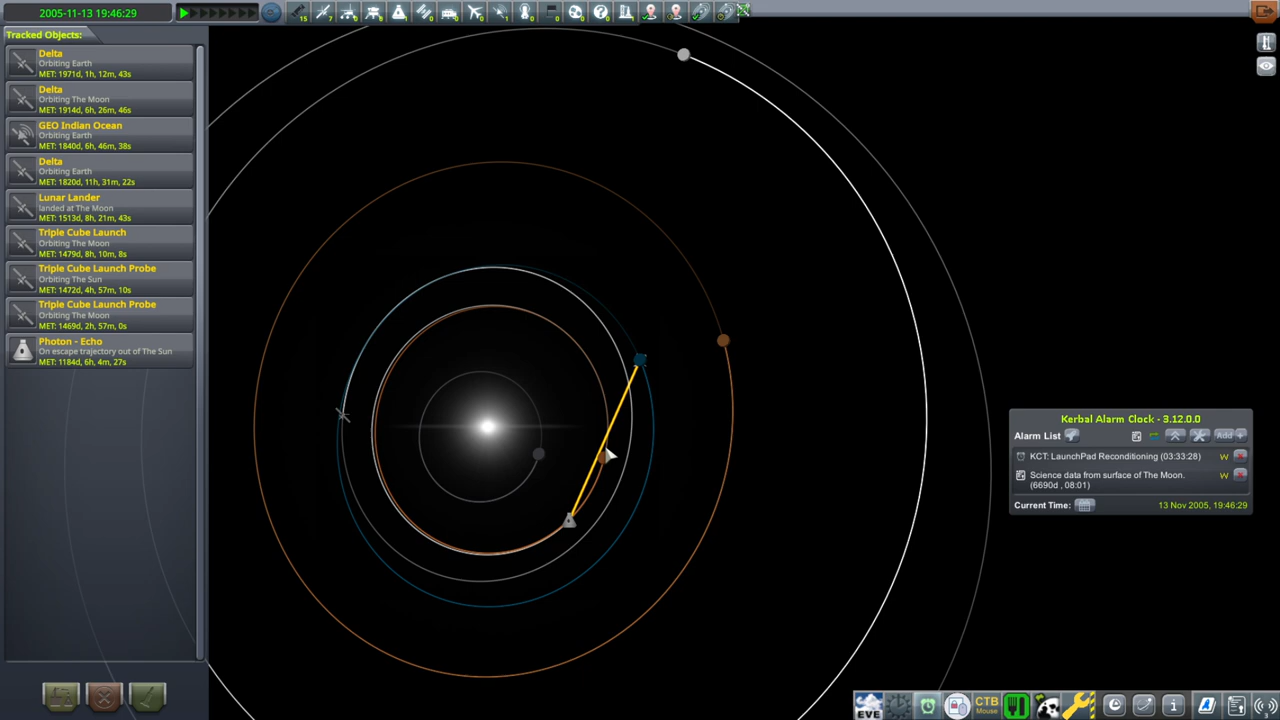 2005-11-13 19:46:29
Tracked Objects:
Delta
Orbiting Earth
MET: 1971d, 1h, 12m, 43s
Delta
Orbiting The Moon
MET: 1914d, 6h, 26m, 46s
GEO Indian Ocean
Orbiting Earth
MET: 1840d, 6h, 46m, 38s
Delta
Orbiting Earth
MET: 1820d, 11h, 31m, 22s
Lunar Lander
landed at The Moon
MET: 1513d, 8h, 21m, 43s
Triple Cube Launch
Orbiting The Moon
MET: 1479d, 8h, 10m, 8s
Triple Cube Launch Probe
Orbiting The Sun
MET: 1472d, 4h, 57m, 10s
Triple Cube Launch Probe
Orbiting The Moon
MET: 1469d, 2h, 57m, 0s
Photon - Echo
On escape trajectory out of The Sun
MET: 1184d, 6h, 4m, 27s
Kerbal Alarm Clock - 3.12.0.0
Alarm List
Add +
KCT: LaunchPad Reconditioning (03:33:28)
W
Science data from surface of The Moon.
(6690d , 08:01)
W
Current Time:
13 Nov 2005, 19:46:29
EVE
CTB
Mouse